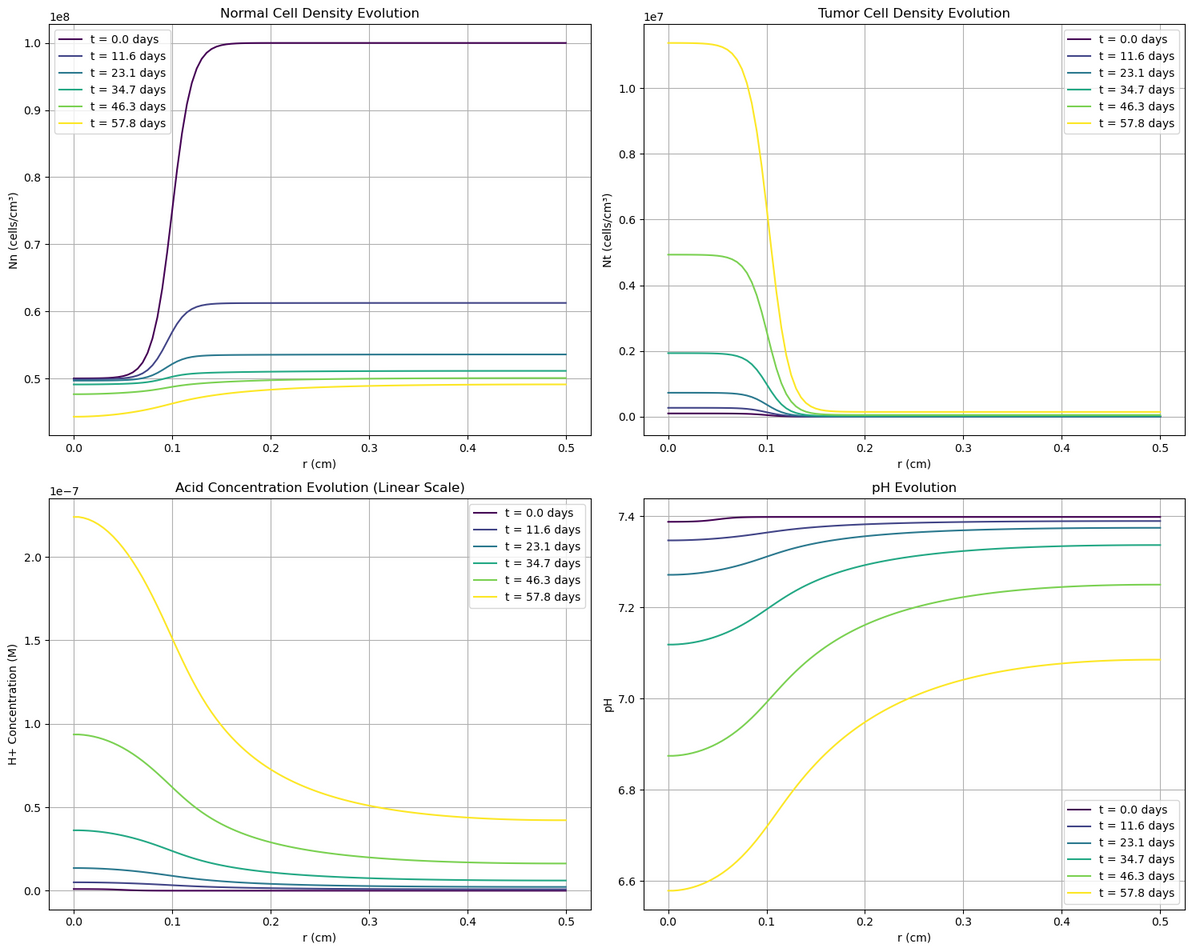 Normal Cell Density Evolution
1e8
Nn (cells/cm³)
1.0
0.9
0.8
0.7
0.6
0.5
t = 0.0 days
t = 11.6 days
t = 23.1 days
t = 34.7 days
t = 46.3 days
t = 57.8 days
0.0 0.1 0.2 0.3 0.4 0.5
r (cm)
Tumor Cell Density Evolution
1e7
Nt (cells/cm³)
1.0
0.8
0.6
0.4
0.2
0.0
t = 0.0 days
t = 11.6 days
t = 23.1 days
t = 34.7 days
t = 46.3 days
t = 57.8 days
0.0 0.1 0.2 0.3 0.4 0.5
r (cm)
Acid Concentration Evolution (Linear Scale)
1e−7
H+ Concentration (M)
2.0
1.5
1.0
0.5
0.0
t = 0.0 days
t = 11.6 days
t = 23.1 days
t = 34.7 days
t = 46.3 days
t = 57.8 days
0.0 0.1 0.2 0.3 0.4 0.5
r (cm)
pH Evolution
pH
7.4
7.2
7.0
6.8
6.6
t = 0.0 days
t = 11.6 days
t = 23.1 days
t = 34.7 days
t = 46.3 days
t = 57.8 days
0.0 0.1 0.2 0.3 0.4 0.5
r (cm)